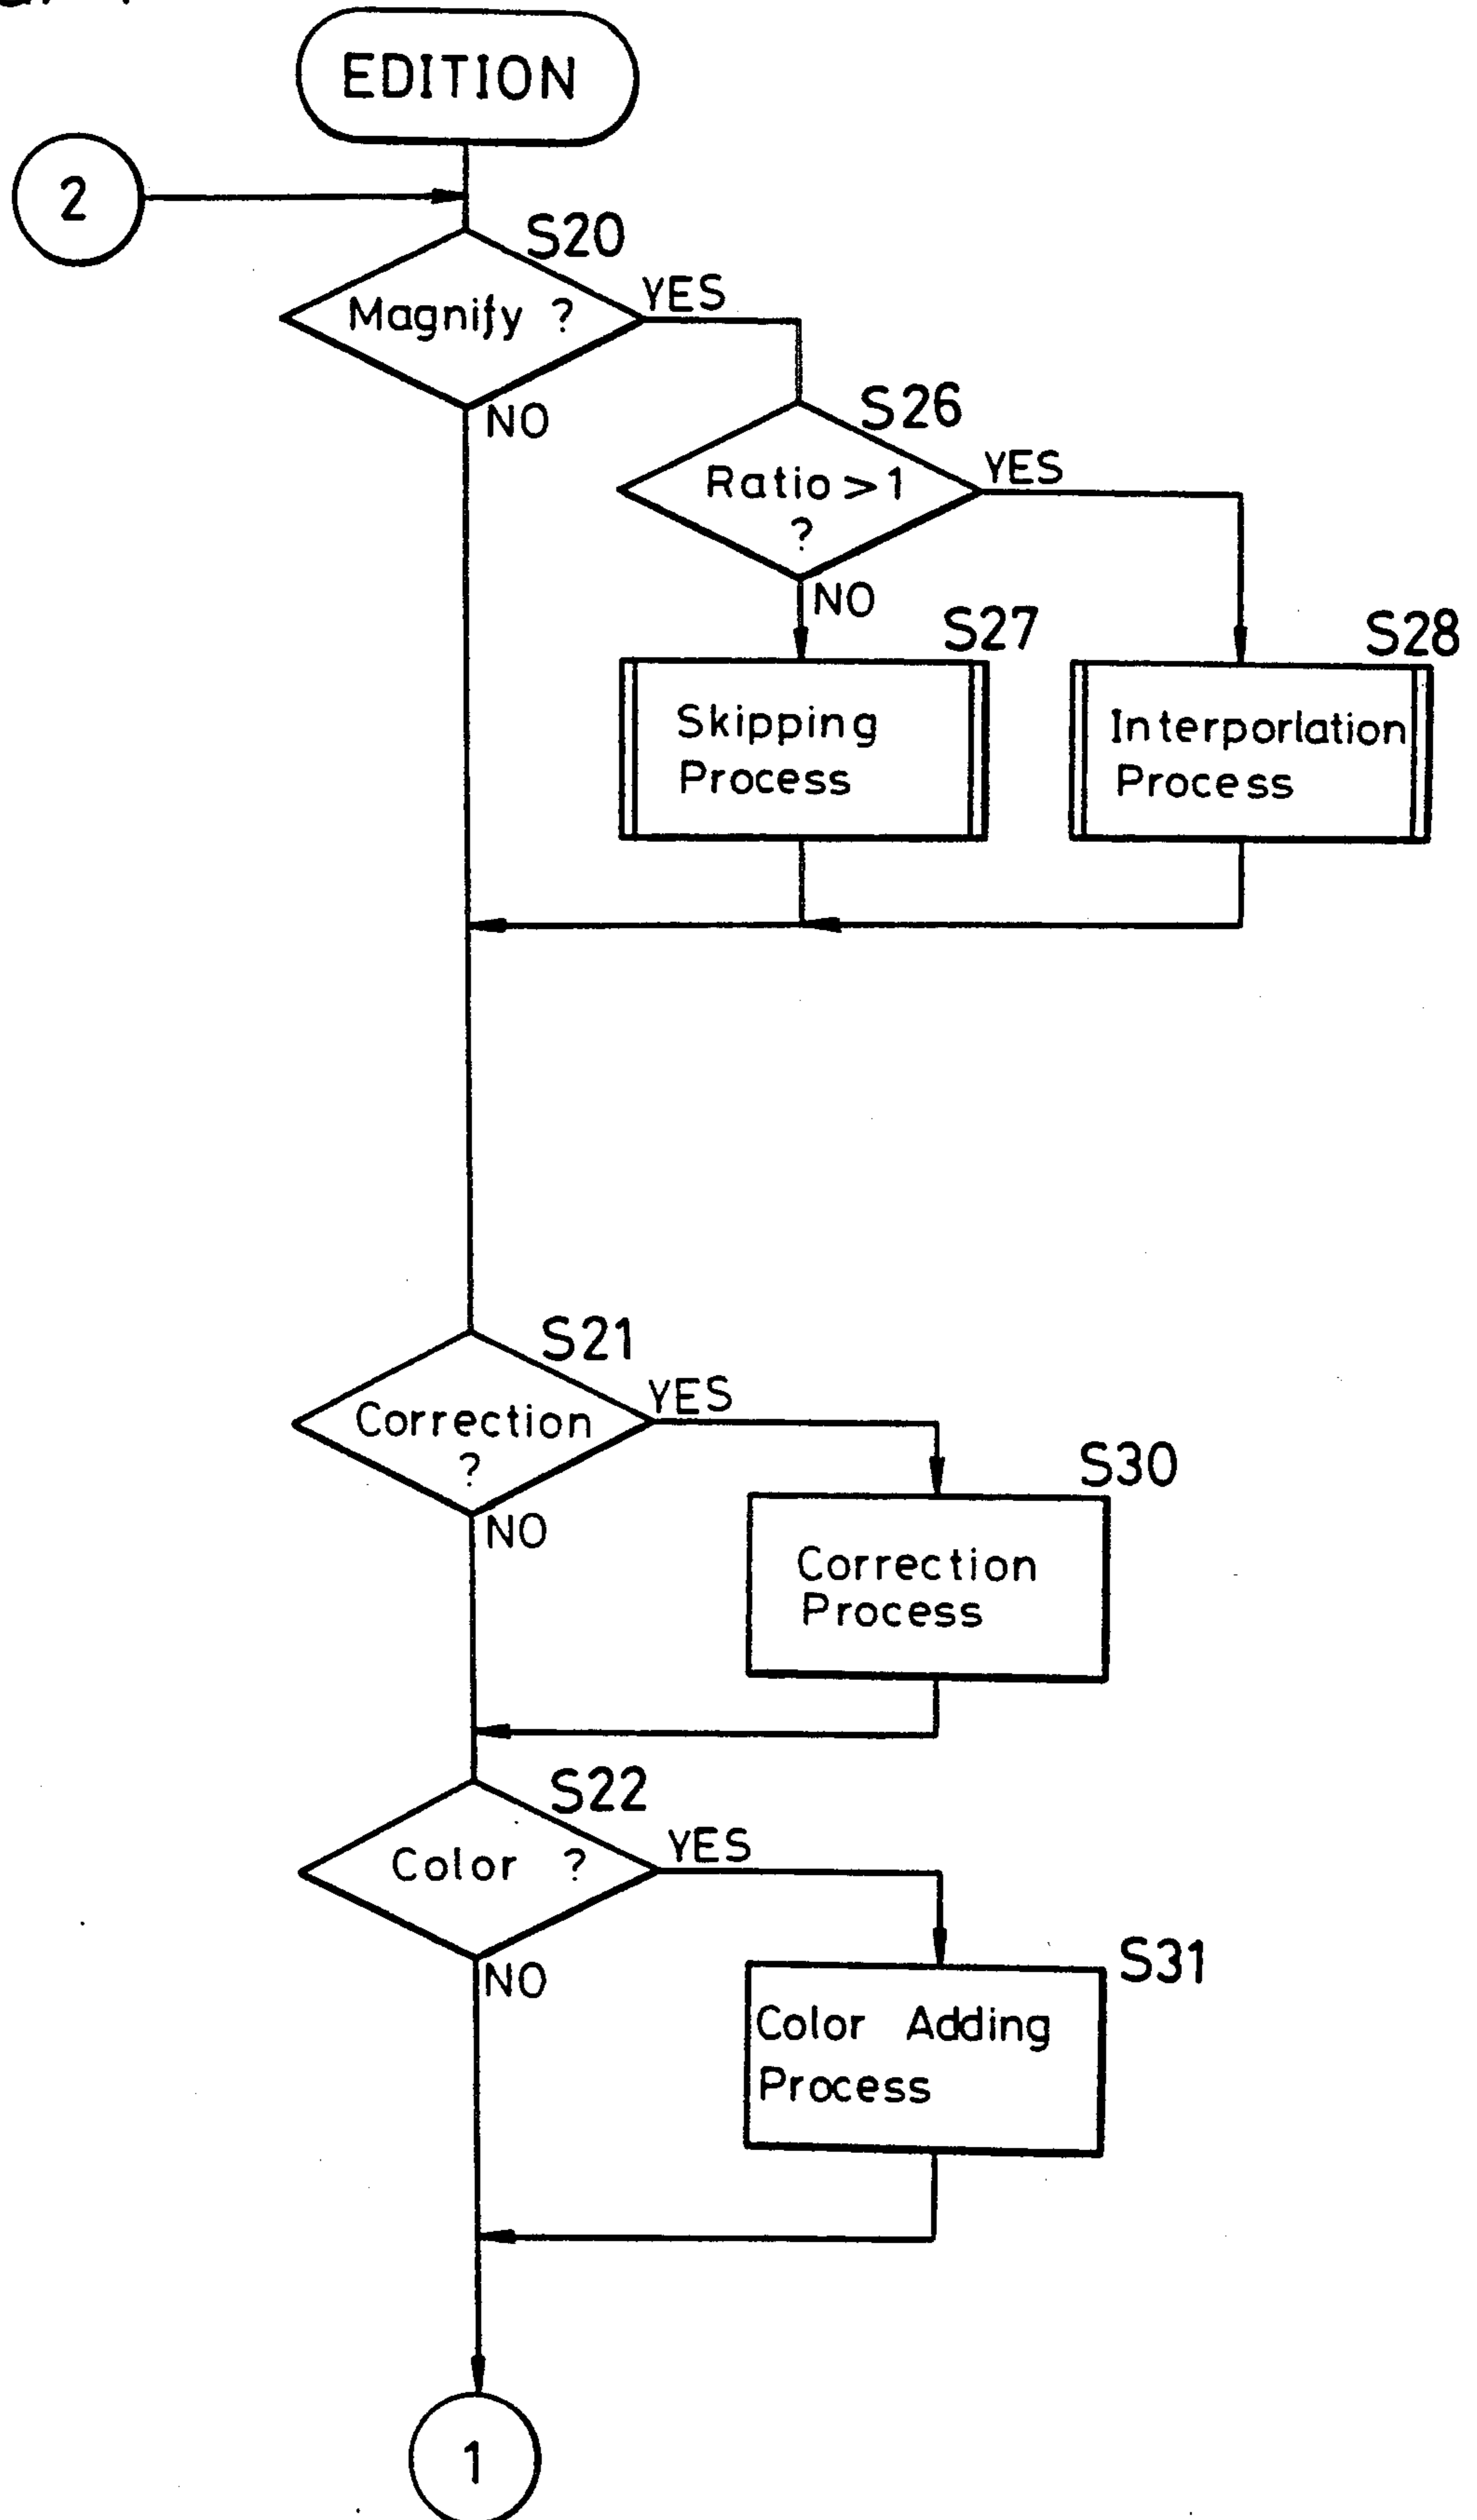 EDITION
2
S20
Magnify ?
YES
NO
S26
Ratio > 1
?
YES
NO
S27
S28
Skipping
Process
Interporlation
Process
S21
Correction
?
YES
NO
S30
Correction
Process
S22
Color ?
YES
NO
S31
Color Adding
Process
1